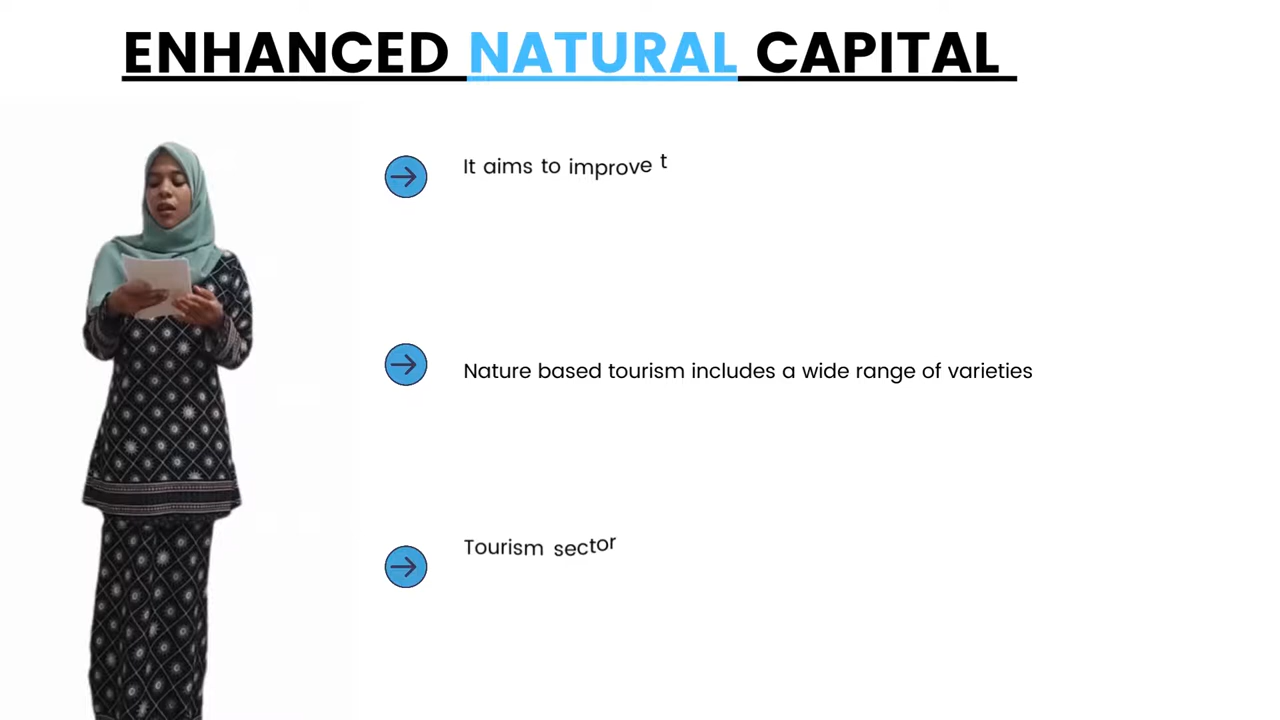 ENHANCED NATURAL CAPITAL
It aims to improve t
Nature based tourism includes a wide range of varieties
Tourism sector